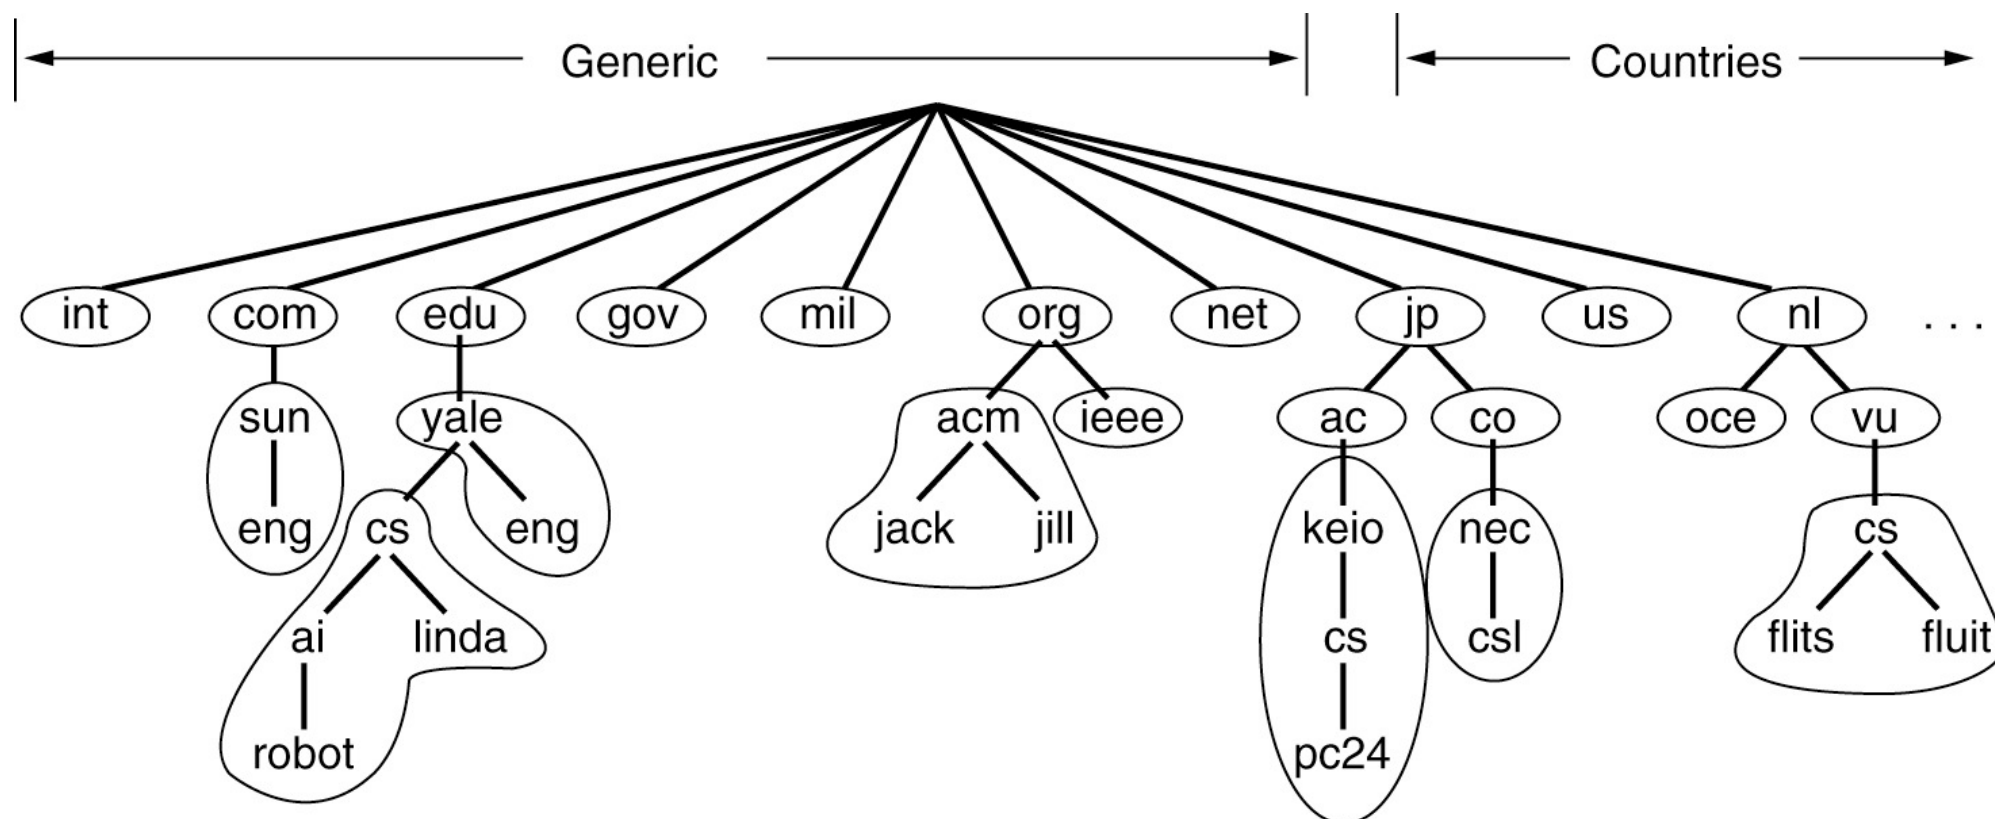 Generic Countries
int com edu gov mil org net jp us nl ...
sun yale acm ieee ac co oce vu
eng cs eng jack jill keio nec cs
ai linda cs csl flits fluit
robot pc24